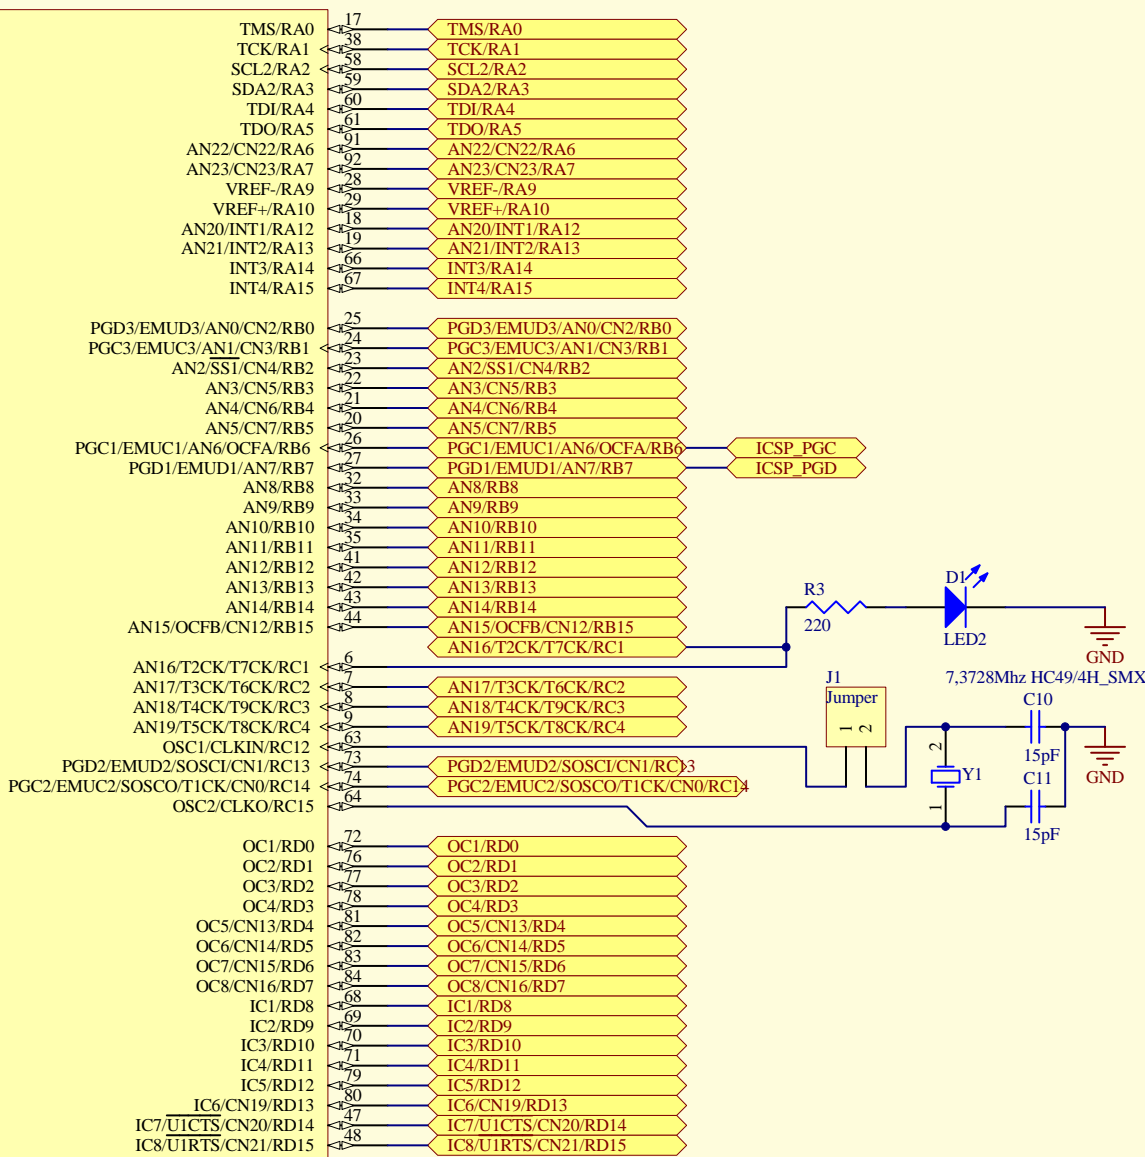 TMS/RA0 17 TMS/RA0
TCK/RA1 38 TCK/RA1
SCL2/RA2 58 SCL2/RA2
SDA2/RA3 59 SDA2/RA3
TDI/RA4 60 TDI/RA4
TDO/RA5 61 TDO/RA5
AN22/CN22/RA6 91 AN22/CN22/RA6
AN23/CN23/RA7 92 AN23/CN23/RA7
VREF-/RA9 28 VREF-/RA9
VREF+/RA10 29 VREF+/RA10
AN20/INT1/RA12 18 AN20/INT1/RA12
AN21/INT2/RA13 19 AN21/INT2/RA13
INT3/RA14 66 INT3/RA14
INT4/RA15 67 INT4/RA15
PGD3/EMUD3/AN0/CN2/RB0 25 PGD3/EMUD3/AN0/CN2/RB0
PGC3/EMUC3/AN1/CN3/RB1 24 PGC3/EMUC3/AN1/CN3/RB1
AN2/SS1/CN4/RB2 23 AN2/SS1/CN4/RB2
AN3/CN5/RB3 22 AN3/CN5/RB3
AN4/CN6/RB4 21 AN4/CN6/RB4
AN5/CN7/RB5 20 AN5/CN7/RB5
PGC1/EMUC1/AN6/OCFA/RB6 26 PGC1/EMUC1/AN6/OCFA/RB6 ICSP_PGC
PGD1/EMUD1/AN7/RB7 27 PGD1/EMUD1/AN7/RB7 ICSP_PGD
AN8/RB8 32 AN8/RB8
AN9/RB9 33 AN9/RB9
AN10/RB10 34 AN10/RB10
AN11/RB11 35 AN11/RB11
AN12/RB12 41 AN12/RB12
AN13/RB13 42 AN13/RB13
AN14/RB14 43 AN14/RB14
AN15/OCFB/CN12/RB15 44 AN15/OCFB/CN12/RB15
AN16/T2CK/T7CK/RC1
AN16/T2CK/T7CK/RC1 6
AN17/T3CK/T6CK/RC2 7 AN17/T3CK/T6CK/RC2
AN18/T4CK/T9CK/RC3 8 AN18/T4CK/T9CK/RC3
AN19/T5CK/T8CK/RC4 9 AN19/T5CK/T8CK/RC4
OSC1/CLKIN/RC12 63
PGD2/EMUD2/SOSCI/CN1/RC13 73 PGD2/EMUD2/SOSCI/CN1/RC13
PGC2/EMUC2/SOSCO/T1CK/CN0/RC14 74 PGC2/EMUC2/SOSCO/T1CK/CN0/RC14
OSC2/CLKO/RC15 64
R3
220
D1
LED2
GND
J1
Jumper
1 2
7,3728Mhz HC49/4H_SMX
C10
15pF
2
Y1
1
C11
15pF
GND
OC1/RD0 72 OC1/RD0
OC2/RD1 76 OC2/RD1
OC3/RD2 77 OC3/RD2
OC4/RD3 78 OC4/RD3
OC5/CN13/RD4 81 OC5/CN13/RD4
OC6/CN14/RD5 82 OC6/CN14/RD5
OC7/CN15/RD6 83 OC7/CN15/RD6
OC8/CN16/RD7 84 OC8/CN16/RD7
IC1/RD8 68 IC1/RD8
IC2/RD9 69 IC2/RD9
IC3/RD10 70 IC3/RD10
IC4/RD11 71 IC4/RD11
IC5/RD12 79 IC5/RD12
IC6/CN19/RD13 80 IC6/CN19/RD13
IC7/U1CTS/CN20/RD14 47 IC7/U1CTS/CN20/RD14
IC8/U1RTS/CN21/RD15 48 IC8/U1RTS/CN21/RD15